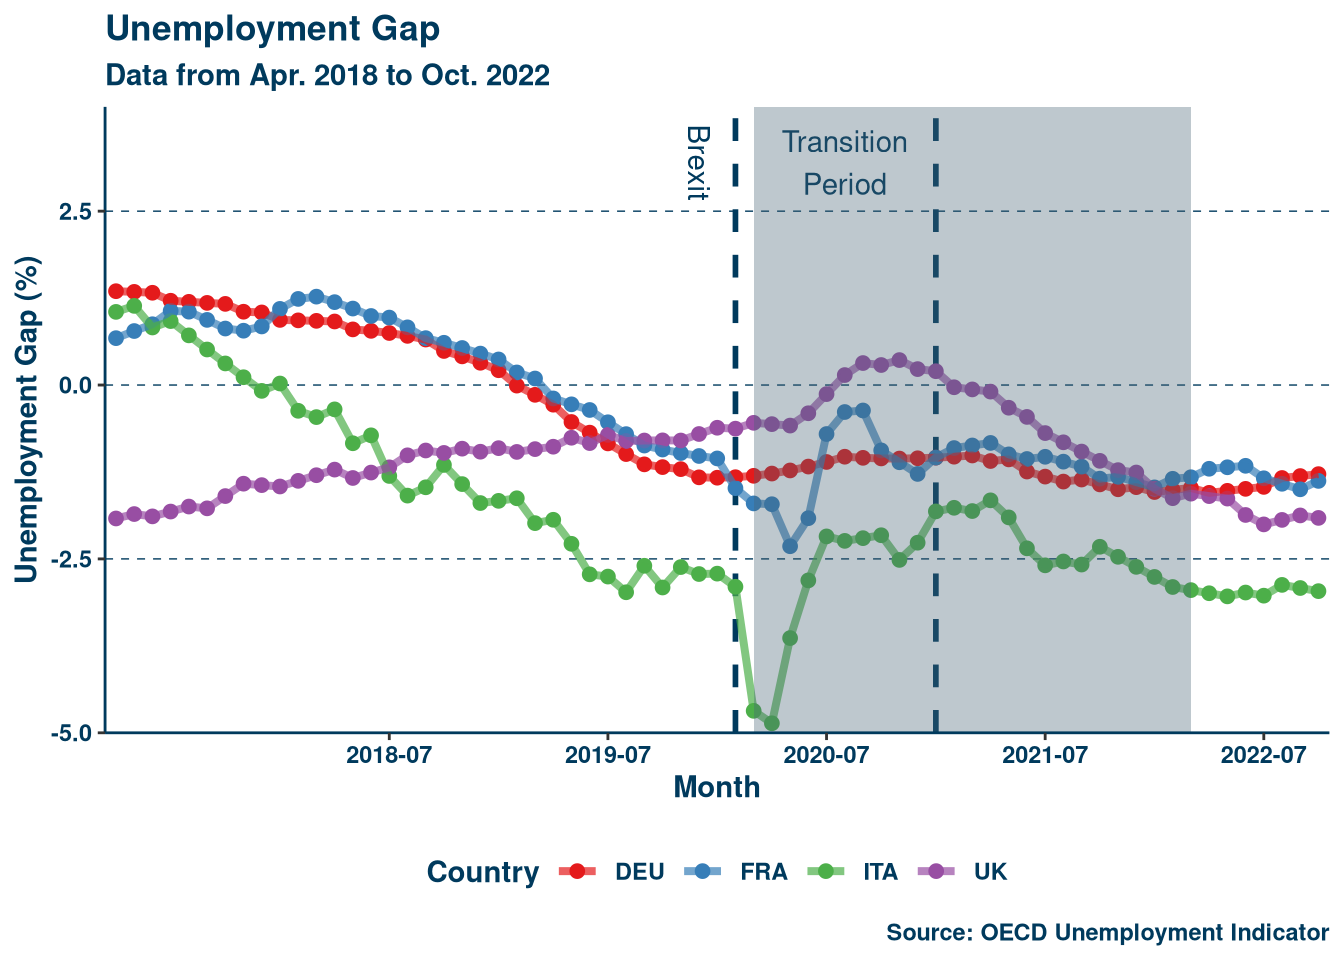 Unemployment Gap
Data from Apr. 2018 to Oct. 2022
Brexit
Transition
Period
Unemployment Gap (%)
2.5
0.0
-2.5
-5.0
2018-07
2019-07
2020-07
2021-07
2022-07
Month
Country
DEU
FRA
ITA
UK
Source: OECD Unemployment Indicator